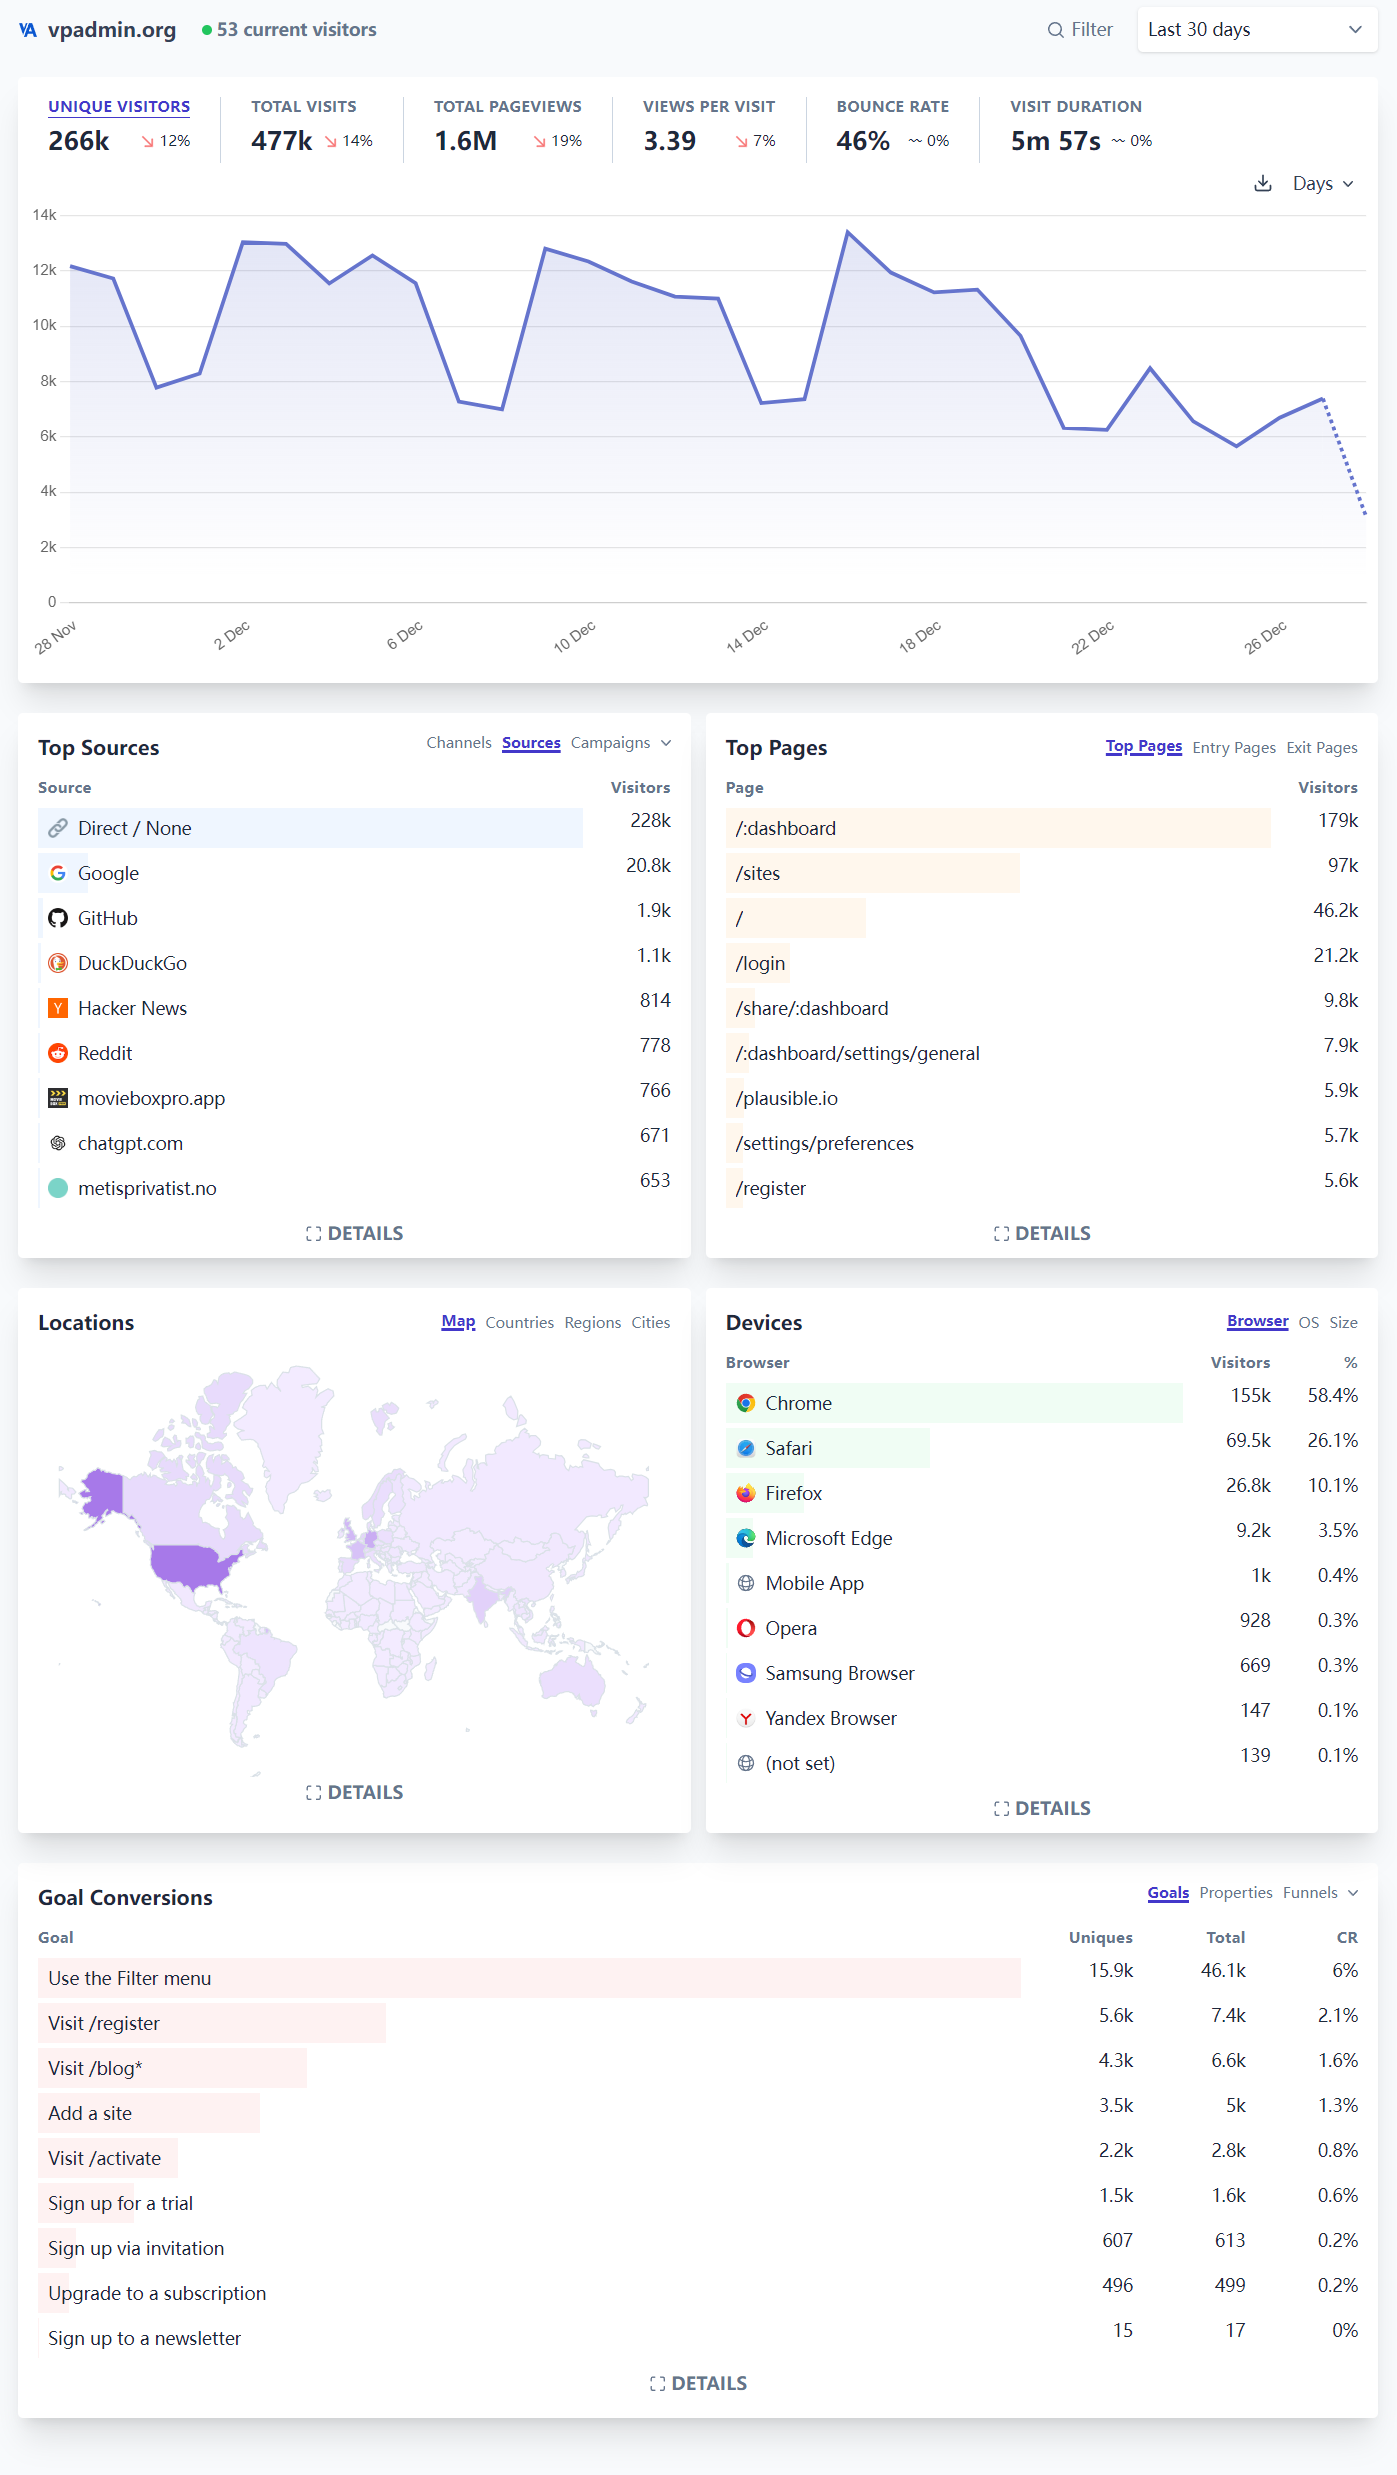 vpadmin.org 53 current visitors Filter Last 30 days
UNIQUE VISITORS TOTAL VISITS TOTAL PAGEVIEWS VIEWS PER VISIT BOUNCE RATE VISIT DURATION
266k 12% 477k 14% 1.6M 19% 3.39 7% 46% 0% 5m 57s 0%
Days
14k
12k
10k
8k
6k
4k
2k
0
28 Nov 2 Dec 6 Dec 10 Dec 14 Dec 18 Dec 22 Dec 26 Dec
Top Sources Channels Sources Campaigns
Source Visitors
Direct / None 228k
Google 20.8k
GitHub 1.9k
DuckDuckGo 1.1k
Hacker News 814
Reddit 778
movieboxpro.app 766
chatgpt.com 671
metisprivatist.no 653
DETAILS
Top Pages Top Pages Entry Pages Exit Pages
Page Visitors
/:dashboard 179k
/sites 97k
/ 46.2k
/login 21.2k
/share/:dashboard 9.8k
/:dashboard/settings/general 7.9k
/plausible.io 5.9k
/settings/preferences 5.7k
/register 5.6k
DETAILS
Locations Map Countries Regions Cities
DETAILS
Devices Browser OS Size
Browser Visitors %
Chrome 155k 58.4%
Safari 69.5k 26.1%
Firefox 26.8k 10.1%
Microsoft Edge 9.2k 3.5%
Mobile App 1k 0.4%
Opera 928 0.3%
Samsung Browser 669 0.3%
Yandex Browser 147 0.1%
(not set) 139 0.1%
DETAILS
Goal Conversions Goals Properties Funnels
Goal Uniques Total CR
Use the Filter menu 15.9k 46.1k 6%
Visit /register 5.6k 7.4k 2.1%
Visit /blog* 4.3k 6.6k 1.6%
Add a site 3.5k 5k 1.3%
Visit /activate 2.2k 2.8k 0.8%
Sign up for a trial 1.5k 1.6k 0.6%
Sign up via invitation 607 613 0.2%
Upgrade to a subscription 496 499 0.2%
Sign up to a newsletter 15 17 0%
DETAILS